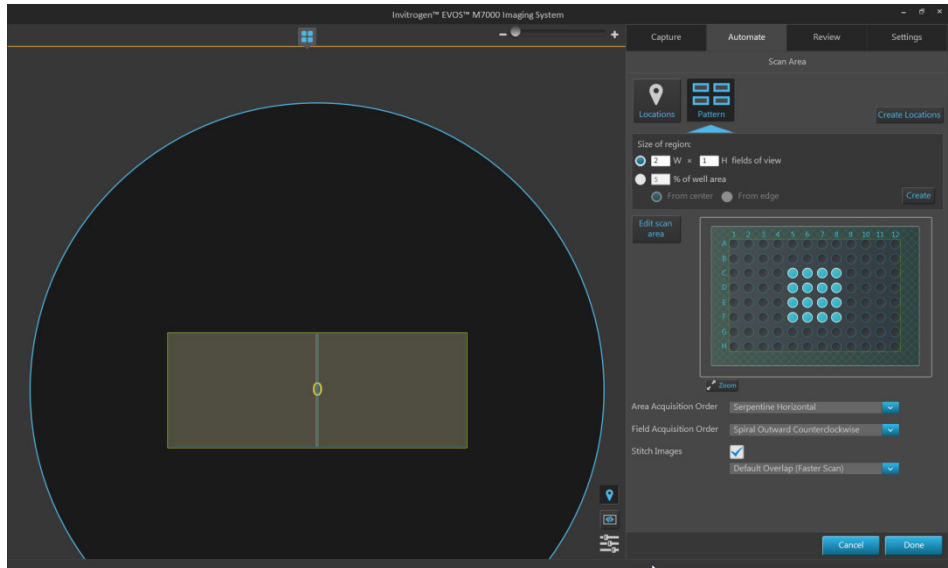 Invitrogen™ EVOS™ M7000 Imaging System
Capture Automate Review Settings
Scan Area
Locations Pattern Create Locations
Size of region:
2 W × 1 H fields of view
5 % of well area
From center From edge Create
Edit scan
area
1 2 3 4 5 6 7 8 9 10 11 12
A
B
C
D
E
F
G
H
Zoom
Area Acquisition Order Serpentine Horizontal
Field Acquisition Order Spiral Outward Counterclockwise
Stitch Images
Default Overlap (Faster Scan)
Cancel Done